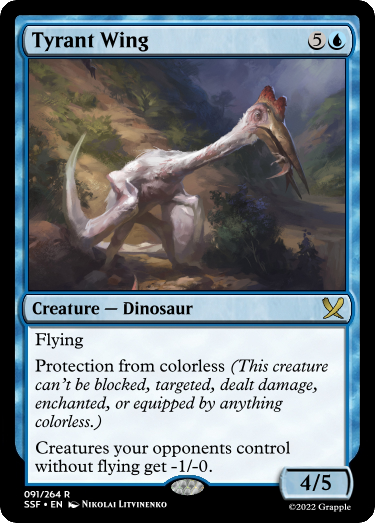 Tyrant Wing 5
Creature — Dinosaur
Flying
Protection from colorless (This creature
can't be blocked, targeted, dealt damage,
enchanted, or equipped by anything
colorless.)
Creatures your opponents control
without flying get -1/-0.
4/5
091/264 R
SSF • EN Nikolai Litvinenko
©2022 Grapple